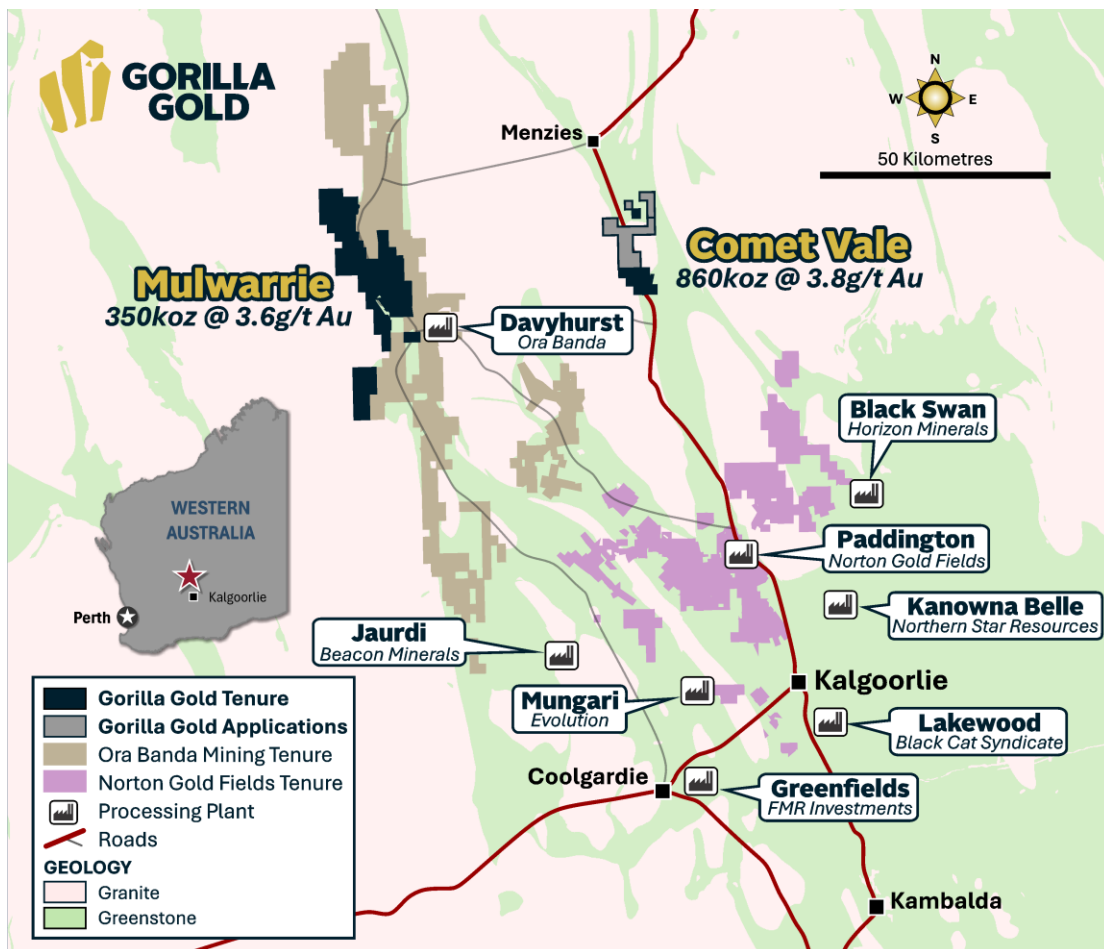 GORILLA
GOLD
N
W
E
S
50 Kilometres
Menzies
Comet Vale
860koz @ 3.8g/t Au
Mulwarrie
350koz @ 3.6g/t Au
Davyhurst
Ora Banda
Black Swan
Horizon Minerals
WESTERN
AUSTRALIA
Kalgoorlie
Perth
Paddington
Norton Gold Fields
Kanowna Belle
Northern Star Resources
Jaurdi
Beacon Minerals
Mungari
Evolution
Kalgoorlie
Lakewood
Black Cat Syndicate
Coolgardie
Greenfields
FMR Investments
Kambalda
Gorilla Gold Tenure
Gorilla Gold Applications
Ora Banda Mining Tenure
Norton Gold Fields Tenure
Processing Plant
Roads
GEOLOGY
Granite
Greenstone